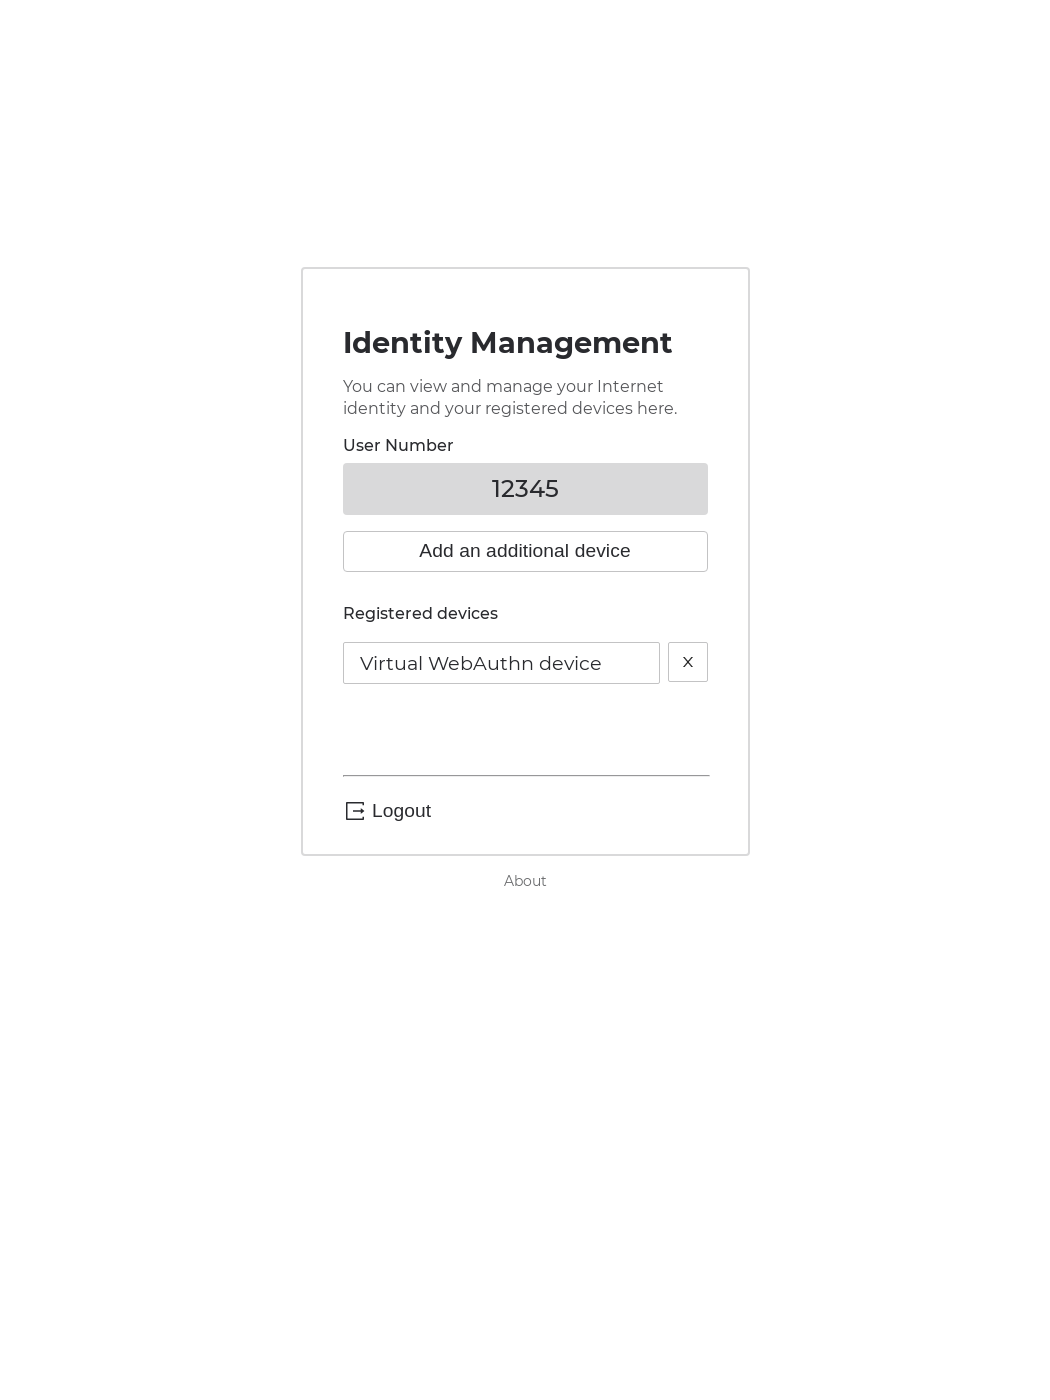 Identity Management
You can view and manage your Internet
identity and your registered devices here.
User Number
12345
Add an additional device
Registered devices
Virtual WebAuthn device
X
Logout
About